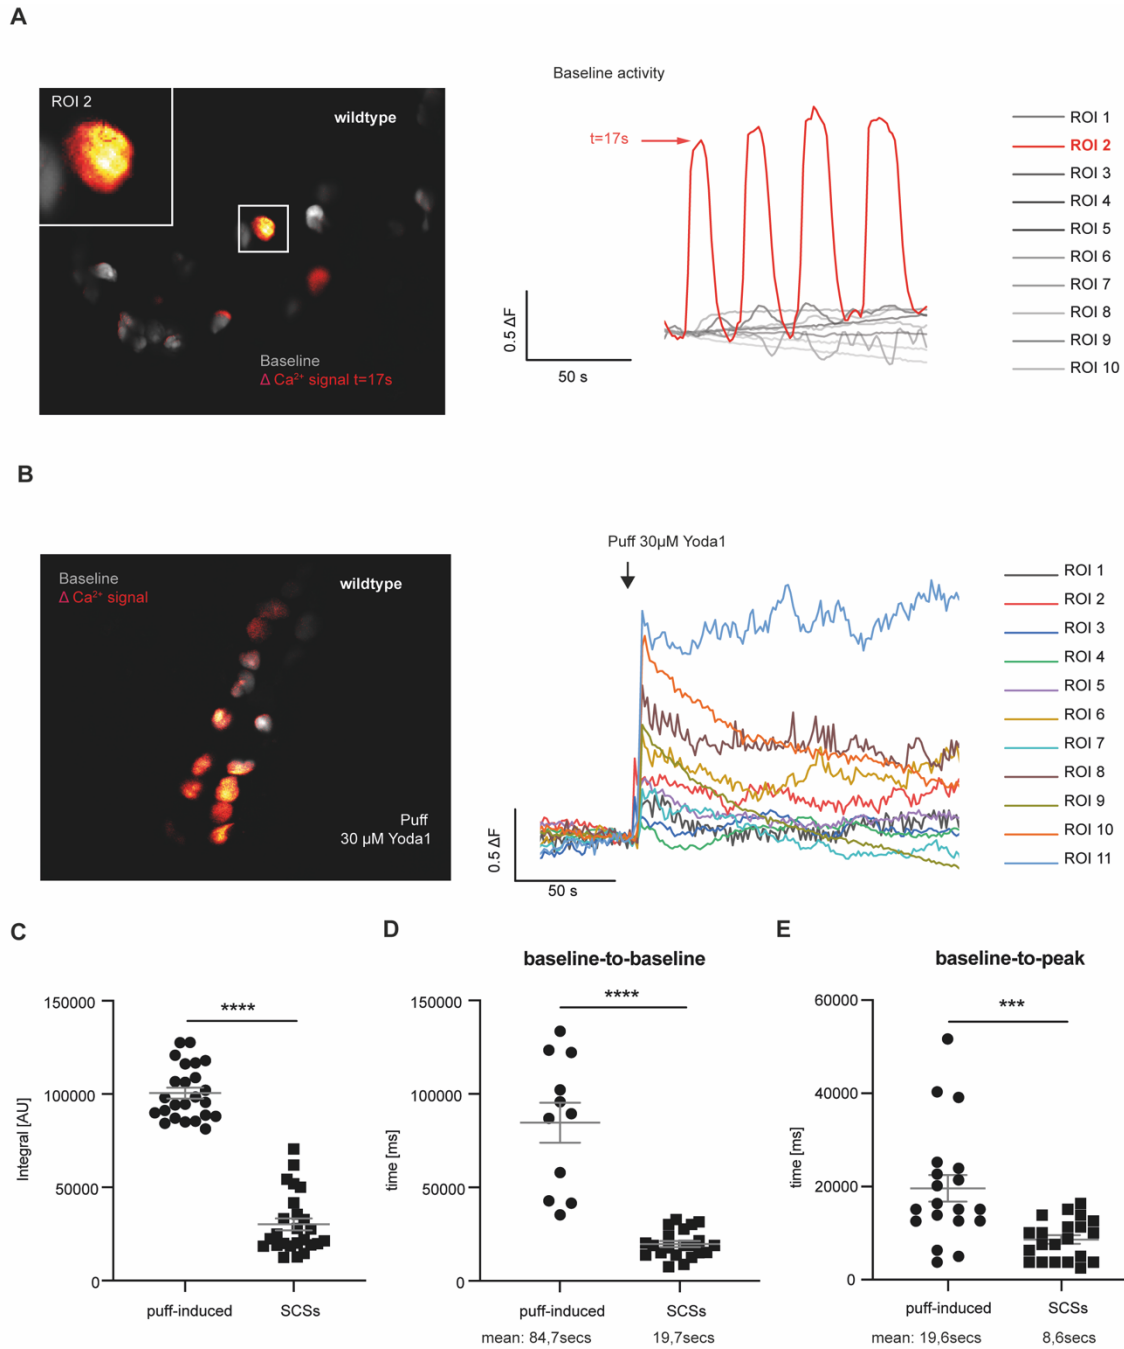 A
ROI 2
wildtype
Baseline
Δ Ca²⁺ signal t=17s
Baseline activity
t=17s
0.5 ΔF
50 s
ROI 1
ROI 2
ROI 3
ROI 4
ROI 5
ROI 6
ROI 7
ROI 8
ROI 9
ROI 10
B
Baseline
Δ Ca²⁺ signal
wildtype
Puff
30 µM Yoda1
Puff 30µM Yoda1
0.5 ΔF
50 s
ROI 1
ROI 2
ROI 3
ROI 4
ROI 5
ROI 6
ROI 7
ROI 8
ROI 9
ROI 10
ROI 11
C
Integral [AU]
150000
100000
50000
0
****
puff-induced
SCSs
D
baseline-to-baseline
time [ms]
150000
100000
50000
0
****
puff-induced
SCSs
mean: 84,7secs
19,7secs
E
baseline-to-peak
time [ms]
60000
40000
20000
0
***
puff-induced
SCSs
mean: 19,6secs
8,6secs